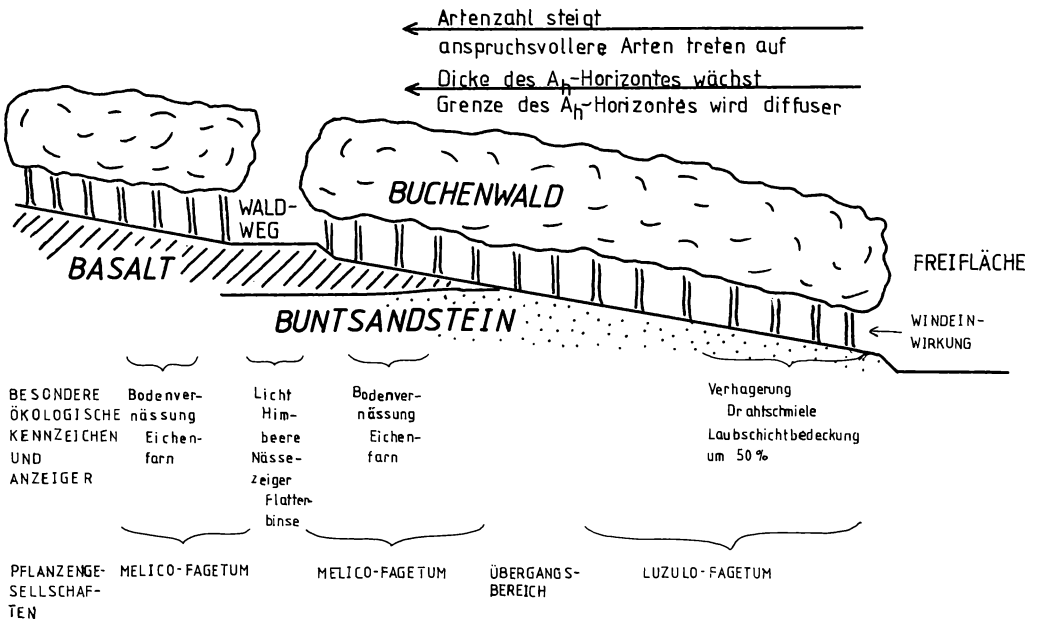 Artenzahl steigt
anspruchsvollere Arten treten auf
Dicke des Ah-Horizontes wächst
Grenze des Ah-Horizontes wird diffuser
BUCHENWALD
WALD-
WEG
BASALT
FREIFLÄCHE
BUNTSANDSTEIN
WINDEIN-
WIRKUNG
BESONDERE
ÖKOLOGISCHE
KENNZEICHEN
UND
ANZEIGER
Bodenver-
nässung
Eichen-
farn
Licht
Him-
beere
Nässe-
zeiger
Flatter-
binse
Bodenver-
nässung
Eichen-
farn
Verhagerung
Drahtschmiele
Laubschichtbedeckung
um 50 %
PFLANZENGE-
SELLSCHAF-
TEN
MELICO-FAGETUM
MELICO-FAGETUM
ÜBERGANGS-
BEREICH
LUZULO-FAGETUM